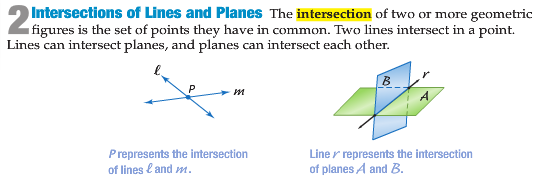 2 Intersections of Lines and Planes The intersection of two or more geometric
figures is the set of points they have in common. Two lines intersect in a point.
Lines can intersect planes, and planes can intersect each other.
ℓ
P
m
B
r
A
P represents the intersection
of lines ℓ and m.
Line r represents the intersection
of planes A and B.